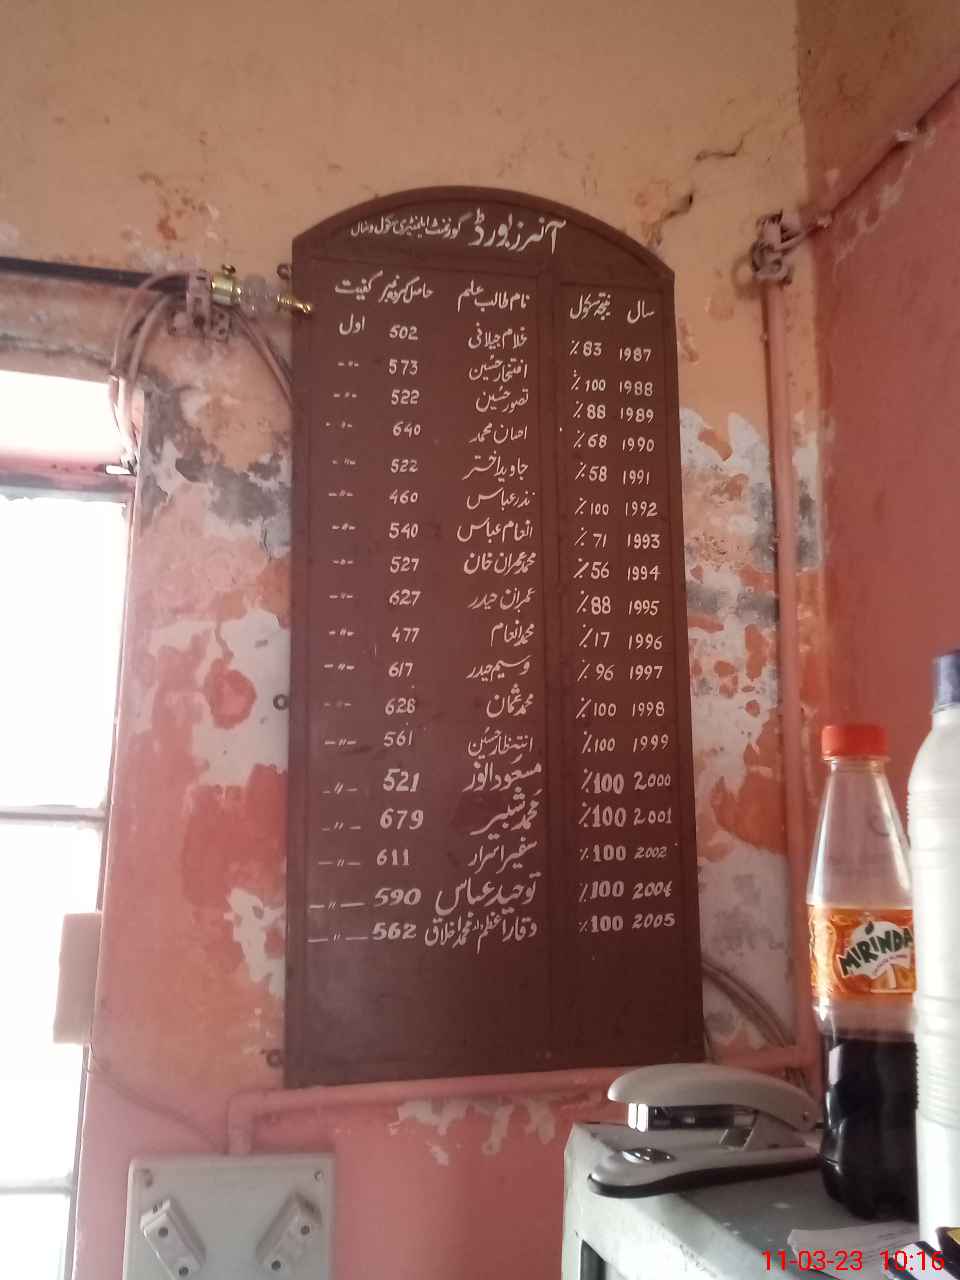 آنرز بورڈ گورنمنٹ ایلیمنٹری سکول
سال نتیجہ سکول نام طالب علم حاصل کردہ نمبر کیفیت
1987 83٪ غلام جیلانی 502 اول
1988 100٪ افتخار حسین 573 -〃-
1989 88٪ تصور حسین 522 -〃-
1990 68٪ احسان محمد 640 -〃-
1991 58٪ جاوید اختر 522 -〃-
1992 100٪ نذر عباس 460 -〃-
1993 71٪ انعام عباس 540 -〃-
1994 56٪ محمد عمران خان 527 -〃-
1995 88٪ عمران حیدر 627 -〃-
1996 17٪ محمد انعام 477 -〃-
1997 96٪ وسیم حیدر 617 -〃-
1998 100٪ محمد عثمان 628 -〃-
1999 100٪ انتظار حسین 561 -〃-
2000 100٪ مسعود انور 521 -〃-
2001 100٪ محمد شبیر 679 -〃-
2002 100٪ سفیر اسرار 611 -〃-
2004 100٪ توحید عباس 590 -〃-
2005 100٪ وقار اعظم ولد محمد اخلاق 562 -〃-
MIRINDA
11-03-23 10:16